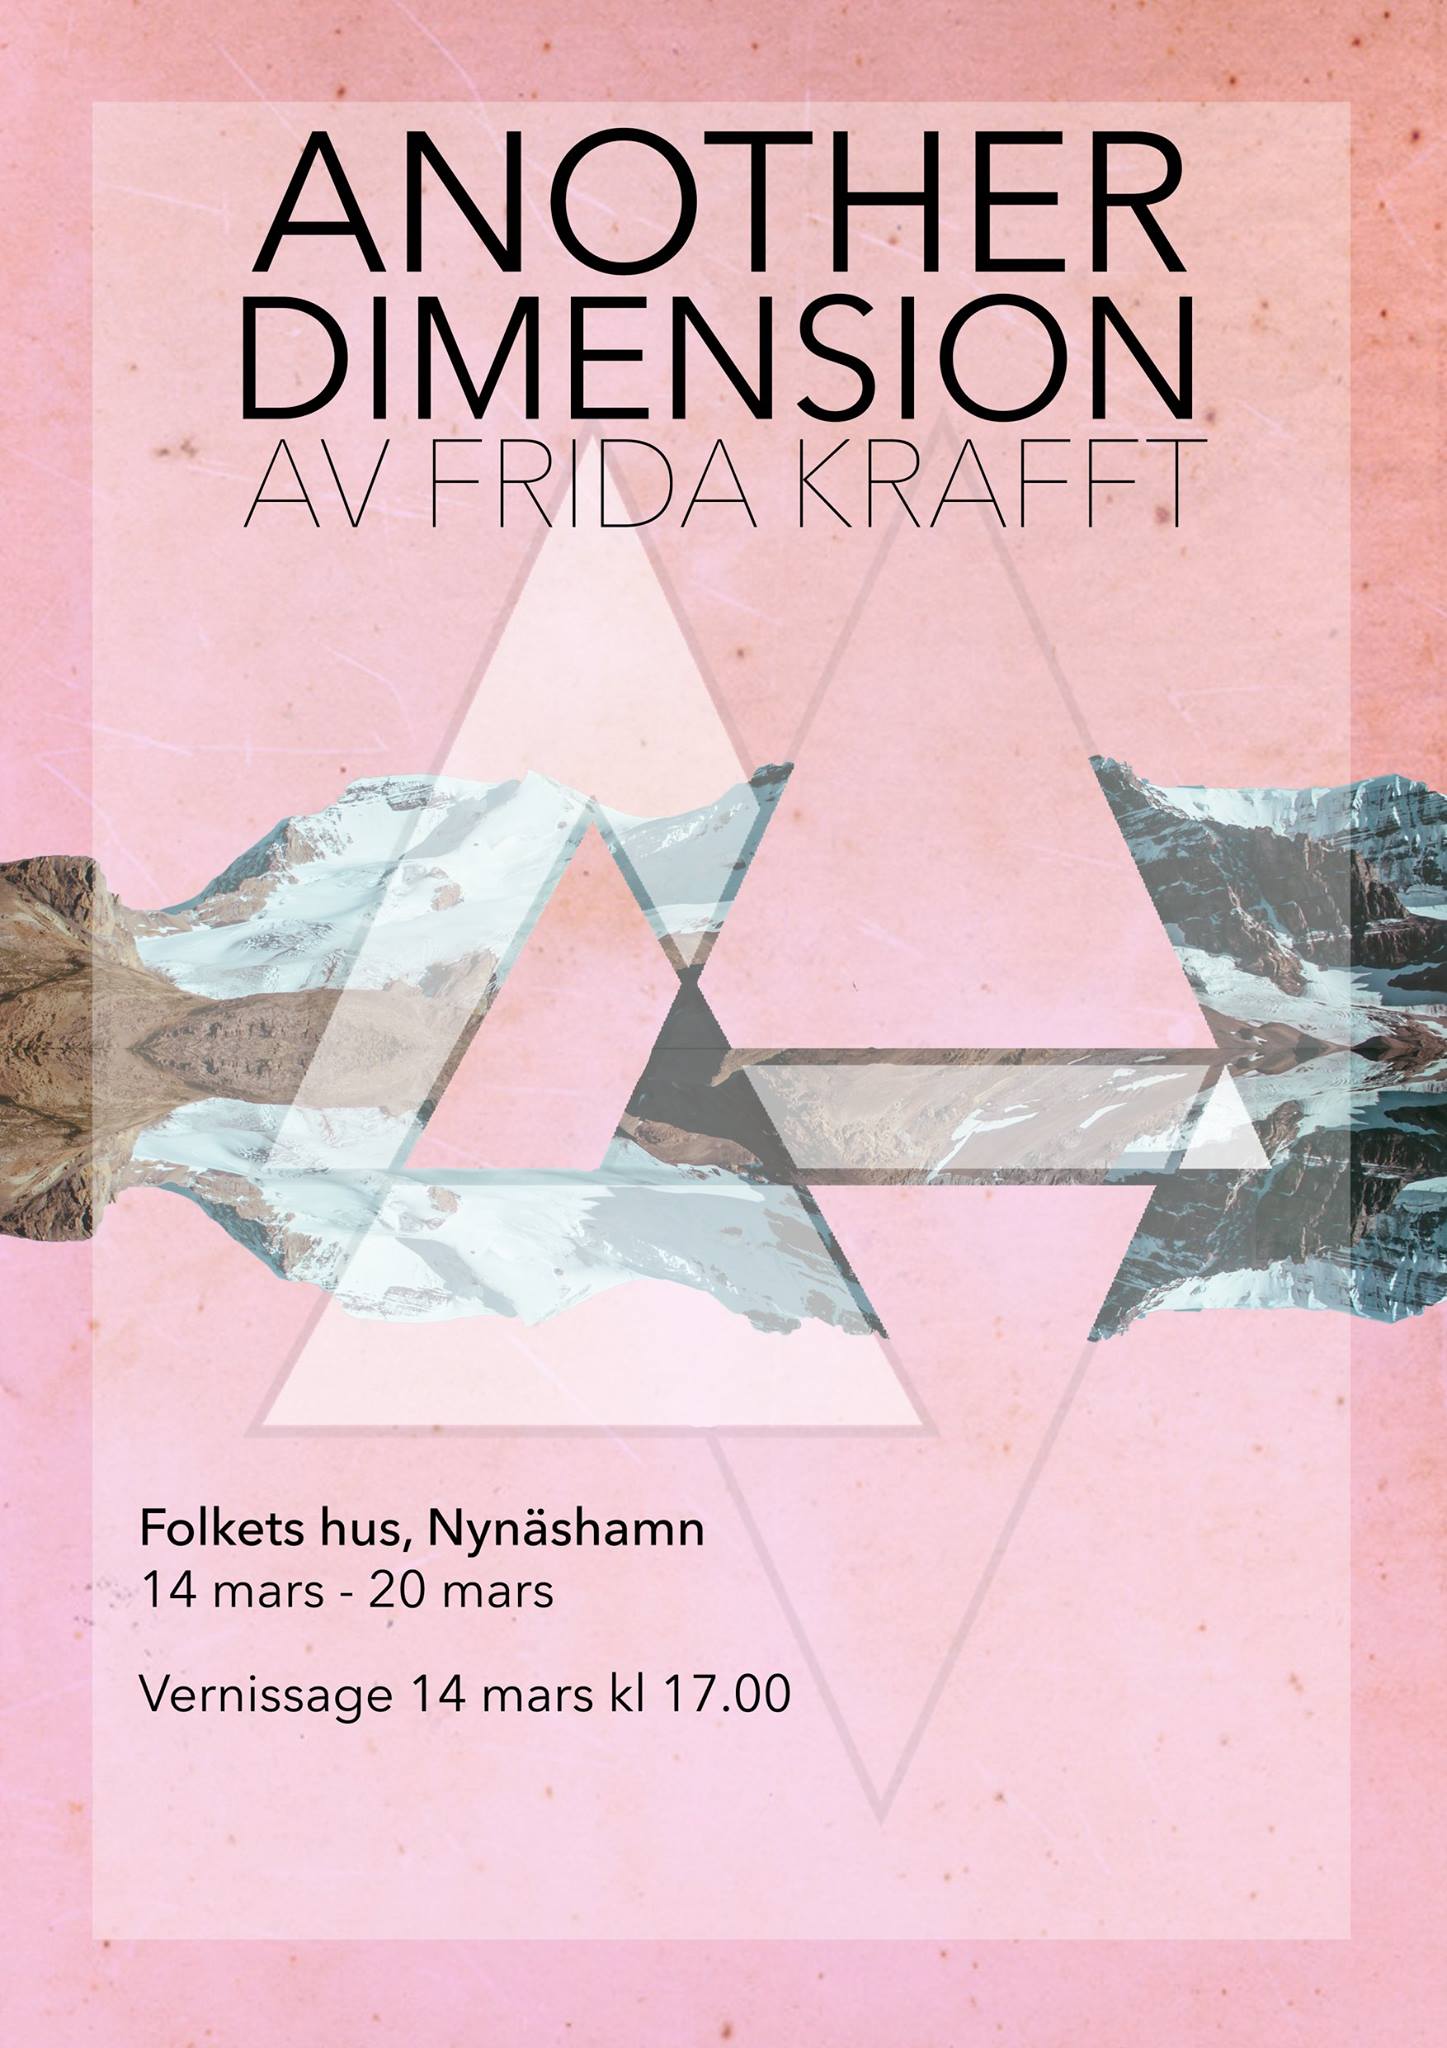 ANOTHER
DIMENSION
AV FRIDA KRAFFT
Folkets hus, Nynäshamn
14 mars - 20 mars
Vernissage 14 mars kl 17.00